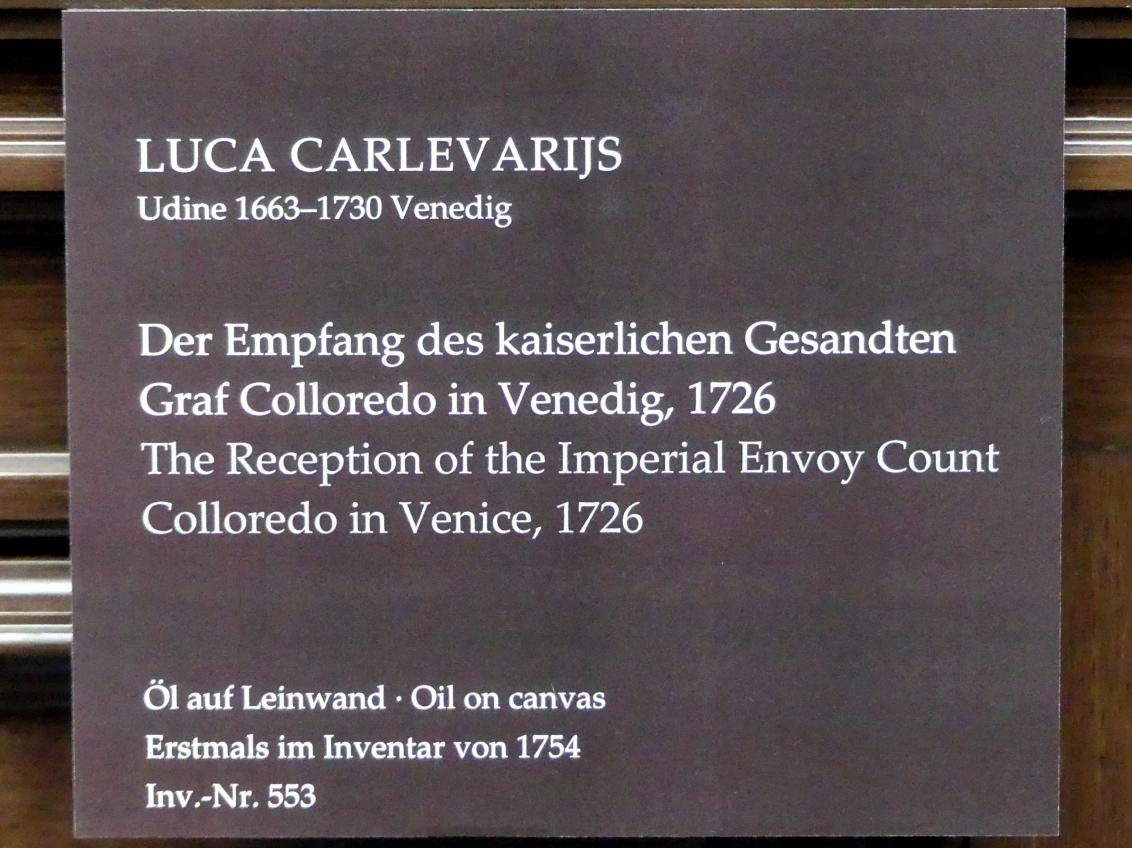 LUCA CARLEVARIJS
Udine 1663–1730 Venedig
Der Empfang des kaiserlichen Gesandten
Graf Colloredo in Venedig, 1726
The Reception of the Imperial Envoy Count
Colloredo in Venice, 1726
Öl auf Leinwand · Oil on canvas
Erstmals im Inventar von 1754
Inv.-Nr. 553